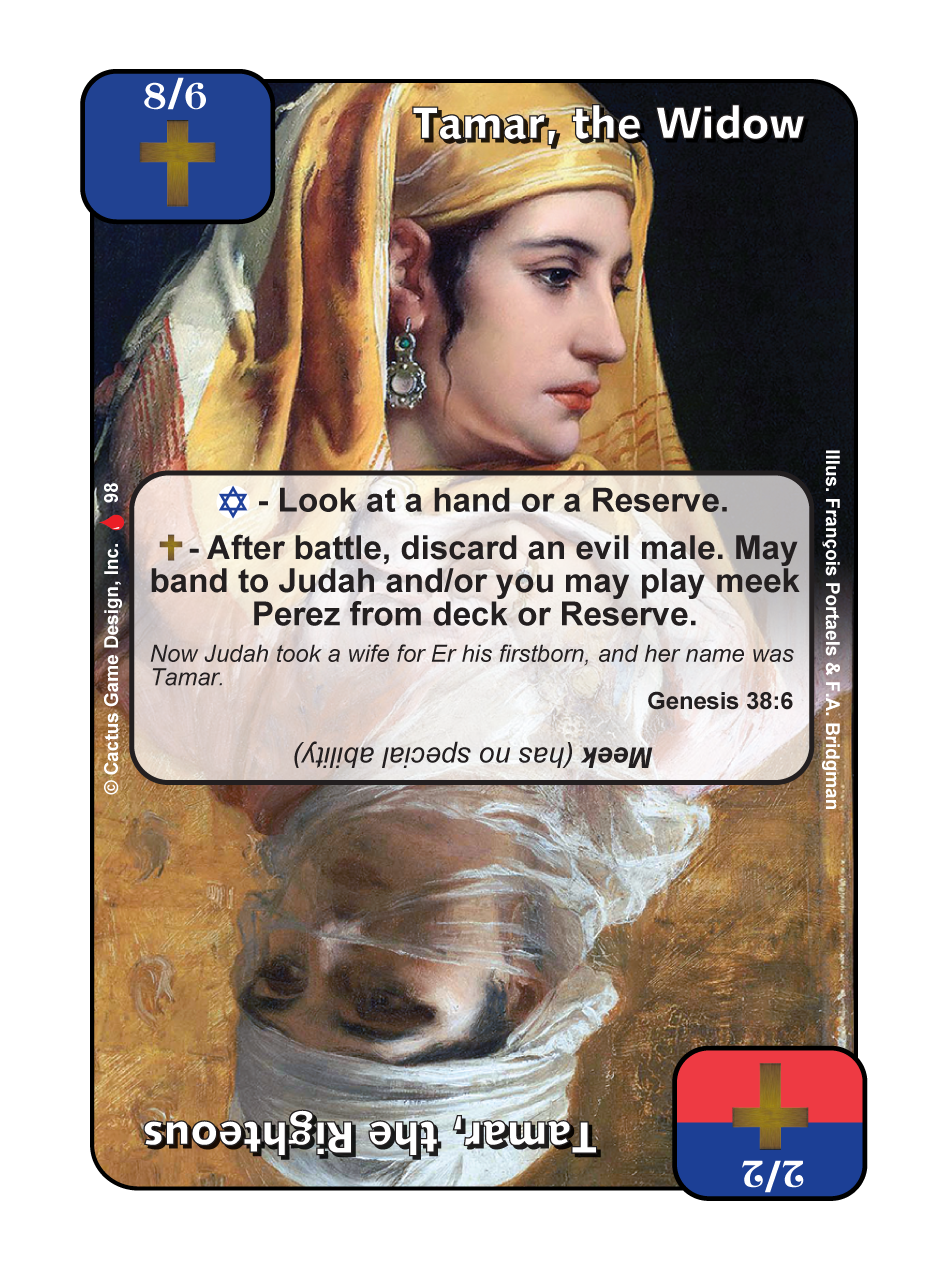 8/6
Tamar, the Widow
- Look at a hand or a Reserve.
- After battle, discard an evil male. May
band to Judah and/or you may play meek
Perez from deck or Reserve.
Now Judah took a wife for Er his firstborn, and her name was
Tamar.
Genesis 38:6
Meek (has no special ability)
© Cactus Game Design, Inc. 98
Illus. François Portaels & F.A. Bridgman
Tamar, the Righteous
2/2